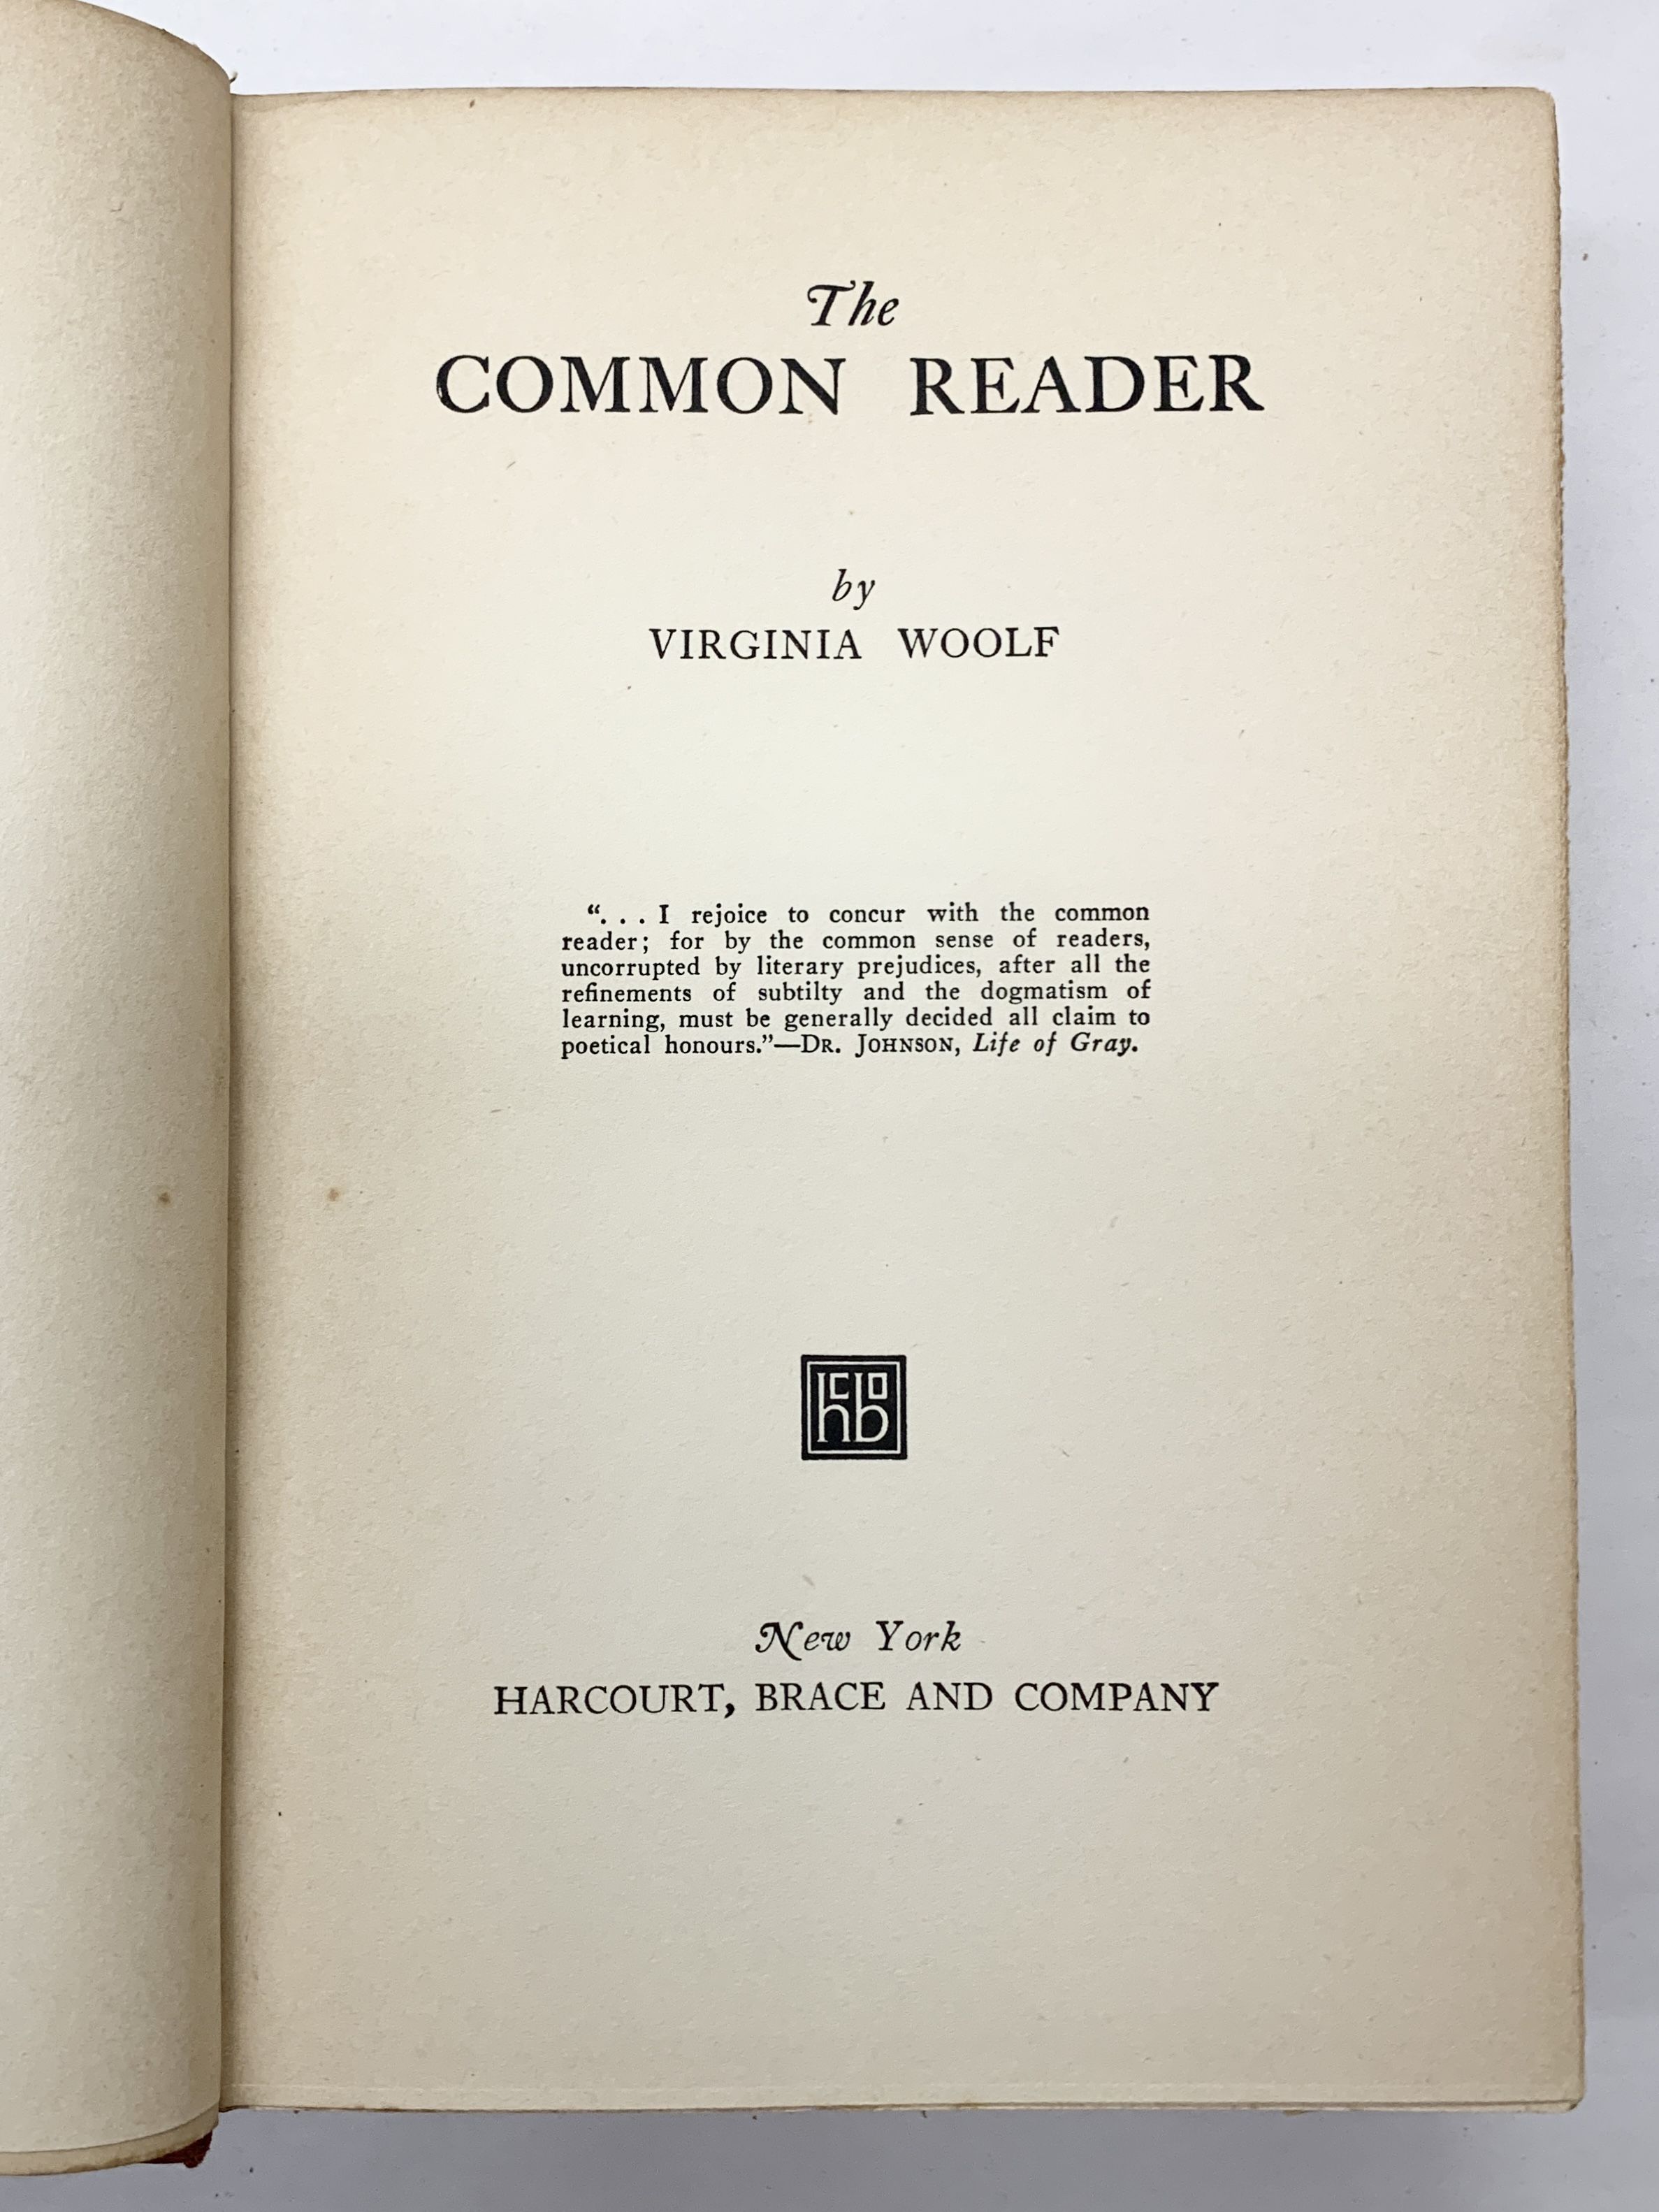 The
COMMON READER
by
VIRGINIA WOOLF
“. . . I rejoice to concur with the common
reader; for by the common sense of readers,
uncorrupted by literary prejudices, after all the
refinements of subtilty and the dogmatism of
learning, must be generally decided all claim to
poetical honours.”—DR. JOHNSON, Life of Gray.
hcbo
New York
HARCOURT, BRACE AND COMPANY